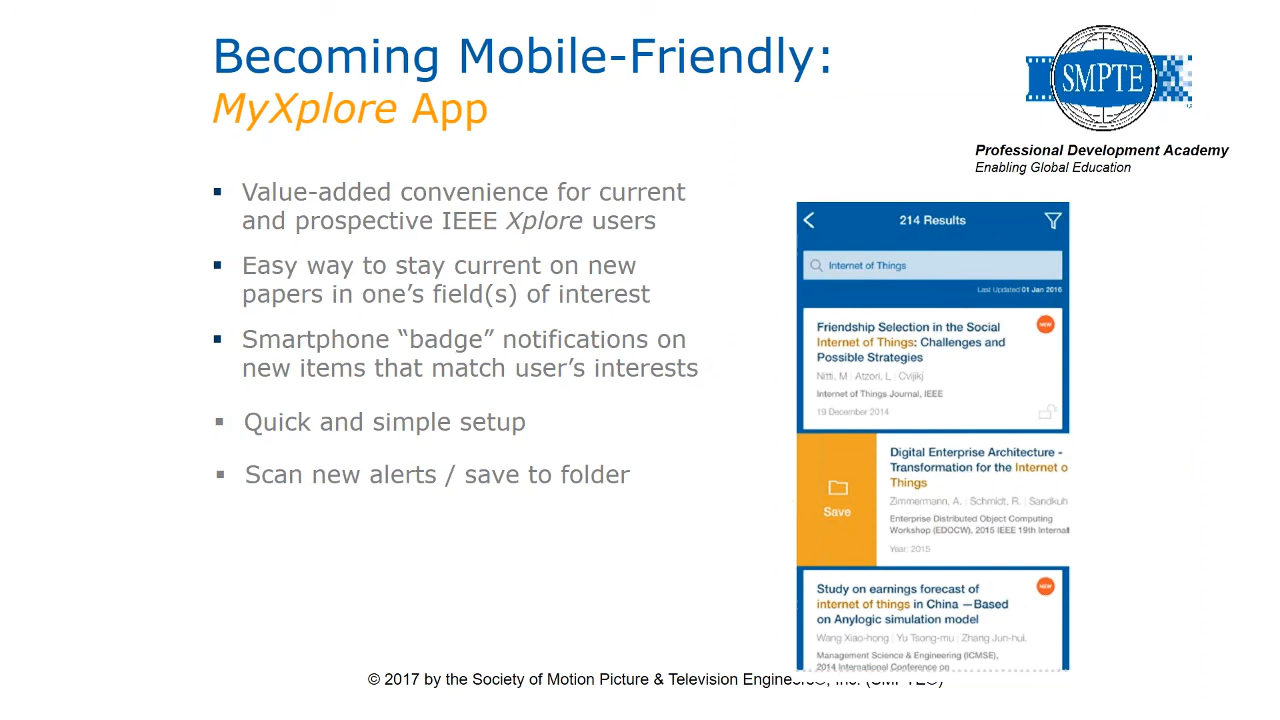 Becoming Mobile-Friendly:
MyXplore App
SMPTE
Professional Development Academy
Enabling Global Education
▪ Value-added convenience for current
and prospective IEEE Xplore users
▪ Easy way to stay current on new
papers in one’s field(s) of interest
▪ Smartphone “badge” notifications on
new items that match user’s interests
▪ Quick and simple setup
▪ Scan new alerts / save to folder
214 Results
Internet of Things
Last Updated 01 Jan 2016
NEW
Friendship Selection in the Social
Internet of Things: Challenges and
Possible Strategies
Nitti, M | Atzori, L | Cvijikj
Internet of Things Journal, IEEE
19 December 2014
Save
Digital Enterprise Architecture -
Transformation for the Internet o
Things
Zimmermann, A. | Schmidt, R. | Sandkuh
Enterprise Distributed Object Computing
Workshop (EDOCW), 2015 IEEE 19th Internati
Year: 2015
NEW
Study on earnings forecast of
internet of things in China —Based
on Anylogic simulation model
Wang Xiao-hong | Yu Tsong-mu | Zhang Jun-hui.
Management Science & Engineering (ICMSE),
2014 International Conference on
© 2017 by the Society of Motion Picture & Television Engineers®, Inc. (SMPTE®)